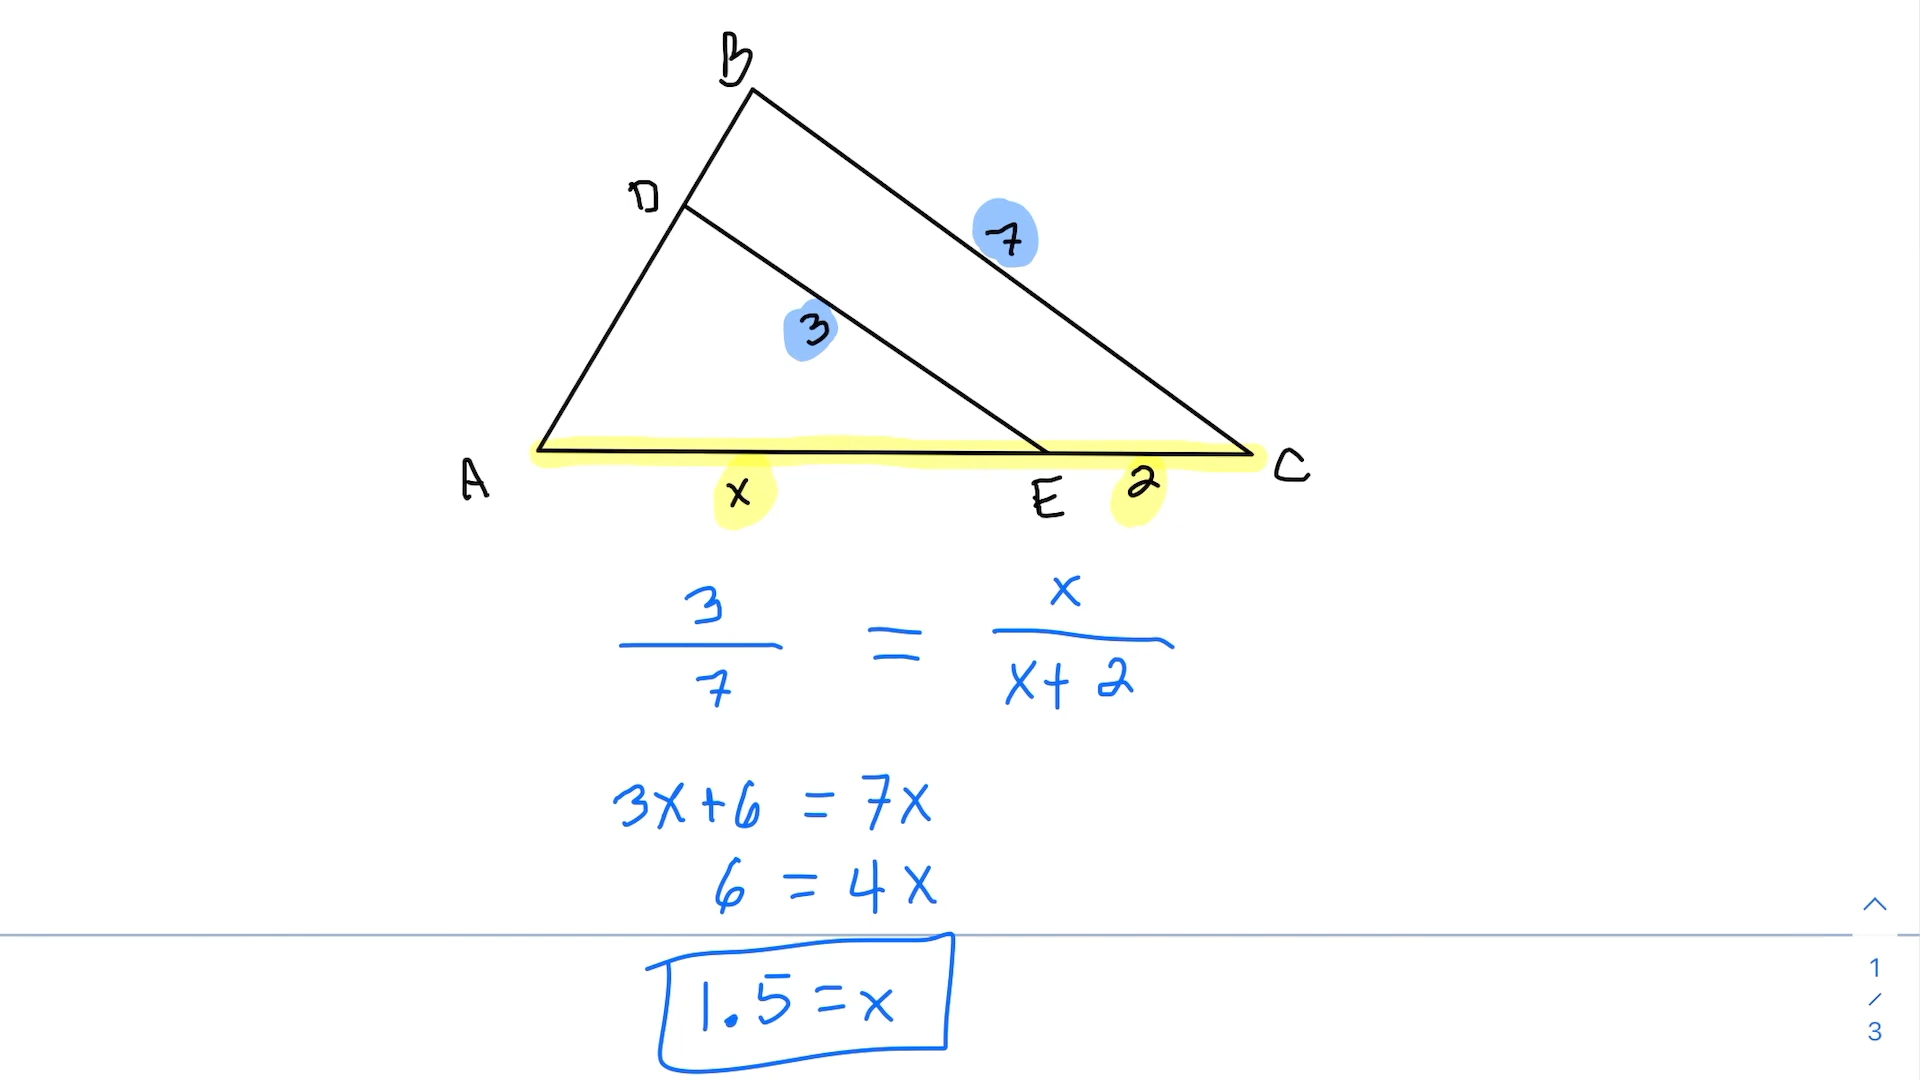 B
D
7
3
A
x
E
2
C
3/7 = x/x+2
3x+6 = 7x
6 = 4x
1.5 = x
1
/
3